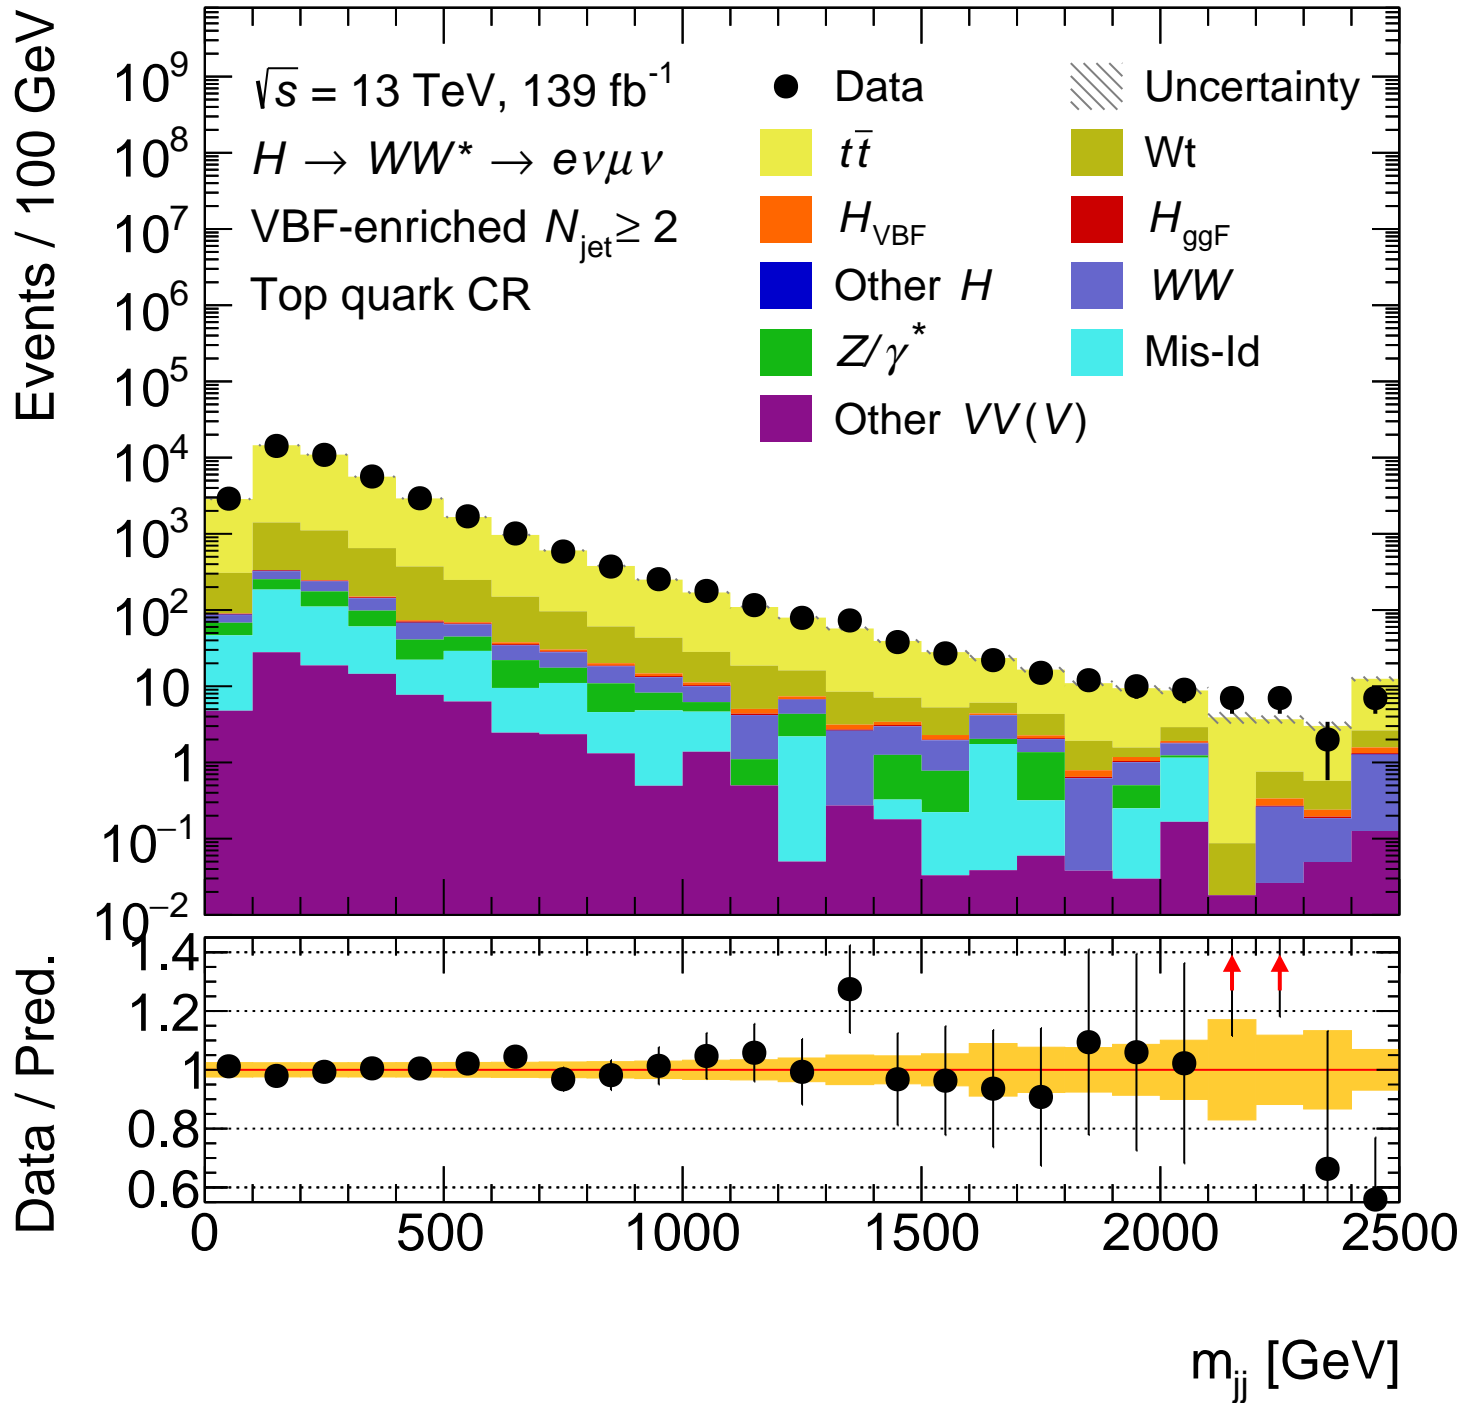 Events / 100 GeV
10⁹
10⁸
10⁷
10⁶
10⁵
10⁴
10³
10²
10
1
10⁻¹
10⁻²
√s = 13 TeV, 139 fb⁻¹
H → WW* → eνμν
VBF-enriched N_jet ≥ 2
Top quark CR
Data
Uncertainty
tt̄
Wt
H_VBF
H_ggF
Other H
WW
Z/γ*
Mis-Id
Other VV(V)
Data / Pred.
1.4
1.2
1
0.8
0.6
0 500 1000 1500 2000 2500
m_jj [GeV]